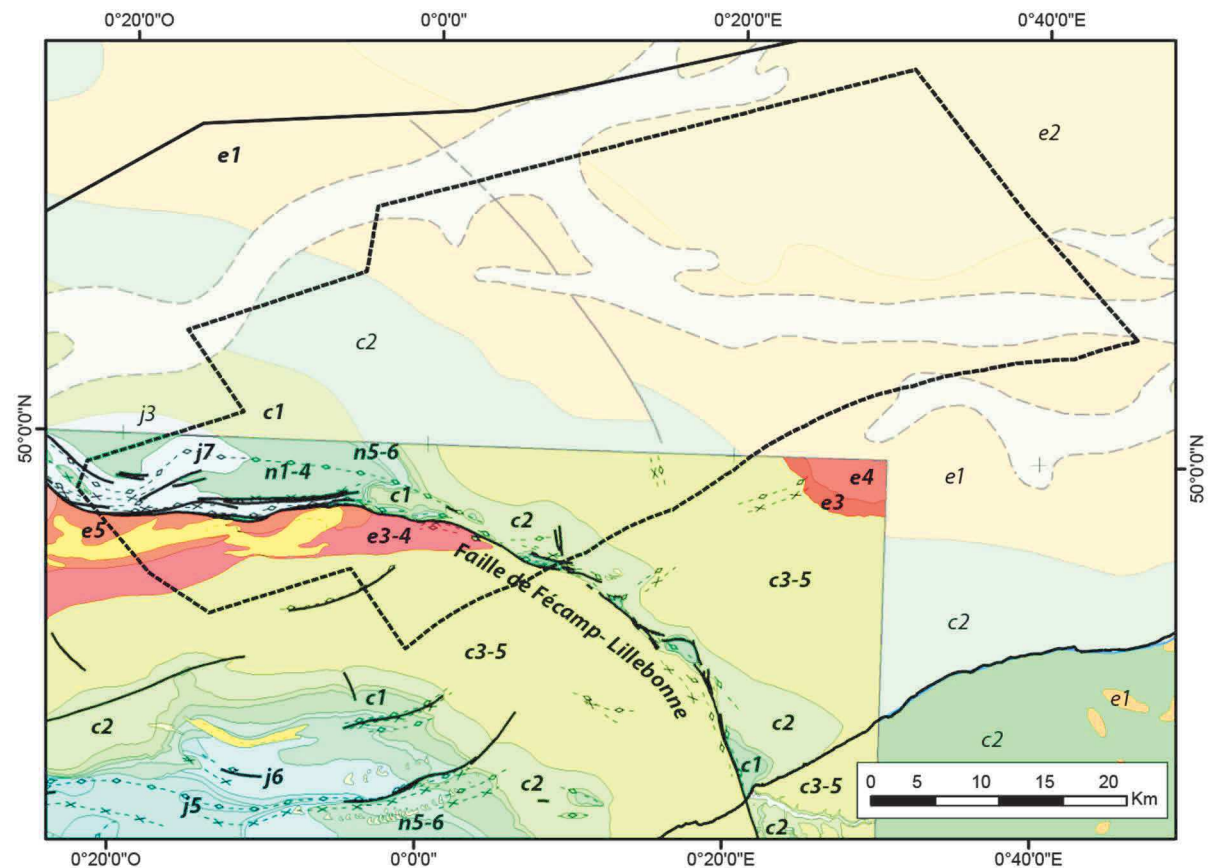 0°20'0"O 0°0'0" 0°20'0"E 0°40'0"E
e2
e1
c2
50°0'0"N
j3 c1
50°0'0"N
j7 n5-6
n1-4
e4 e1
c1 e3
c2
e5 e3-4
c3-5
Faille de Fécamp- Lillebonne
c2
c3-5
c1 e1
c2 c2 c2
c1
j6 c2 c3-5
0 5 10 15 20
Km
j5 n5-6
c2
0°20'0"O 0°0'0" 0°20'0"E 0°40'0"E